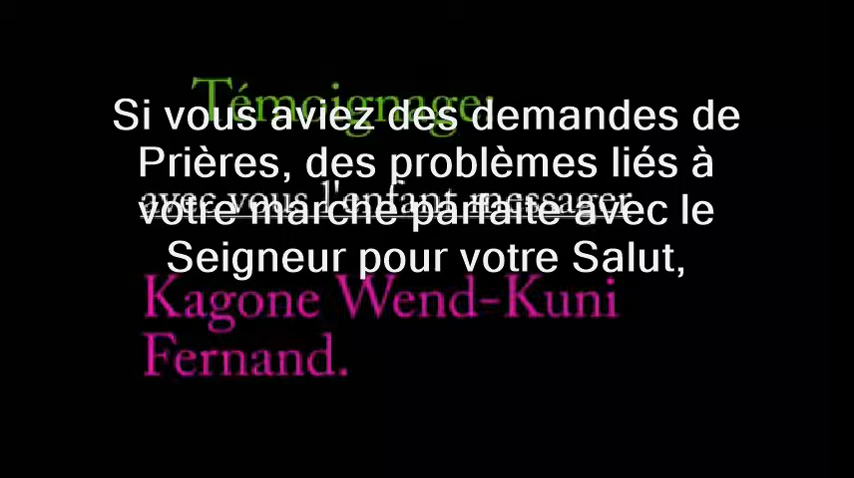 Témoignage:
Si vous aviez des demandes de
Prières, des problèmes liés à
avec vous l'enfant messager
votre marche parfaite avec le
Seigneur pour votre Salut,
Kagone Wend-Kuni
Fernand.